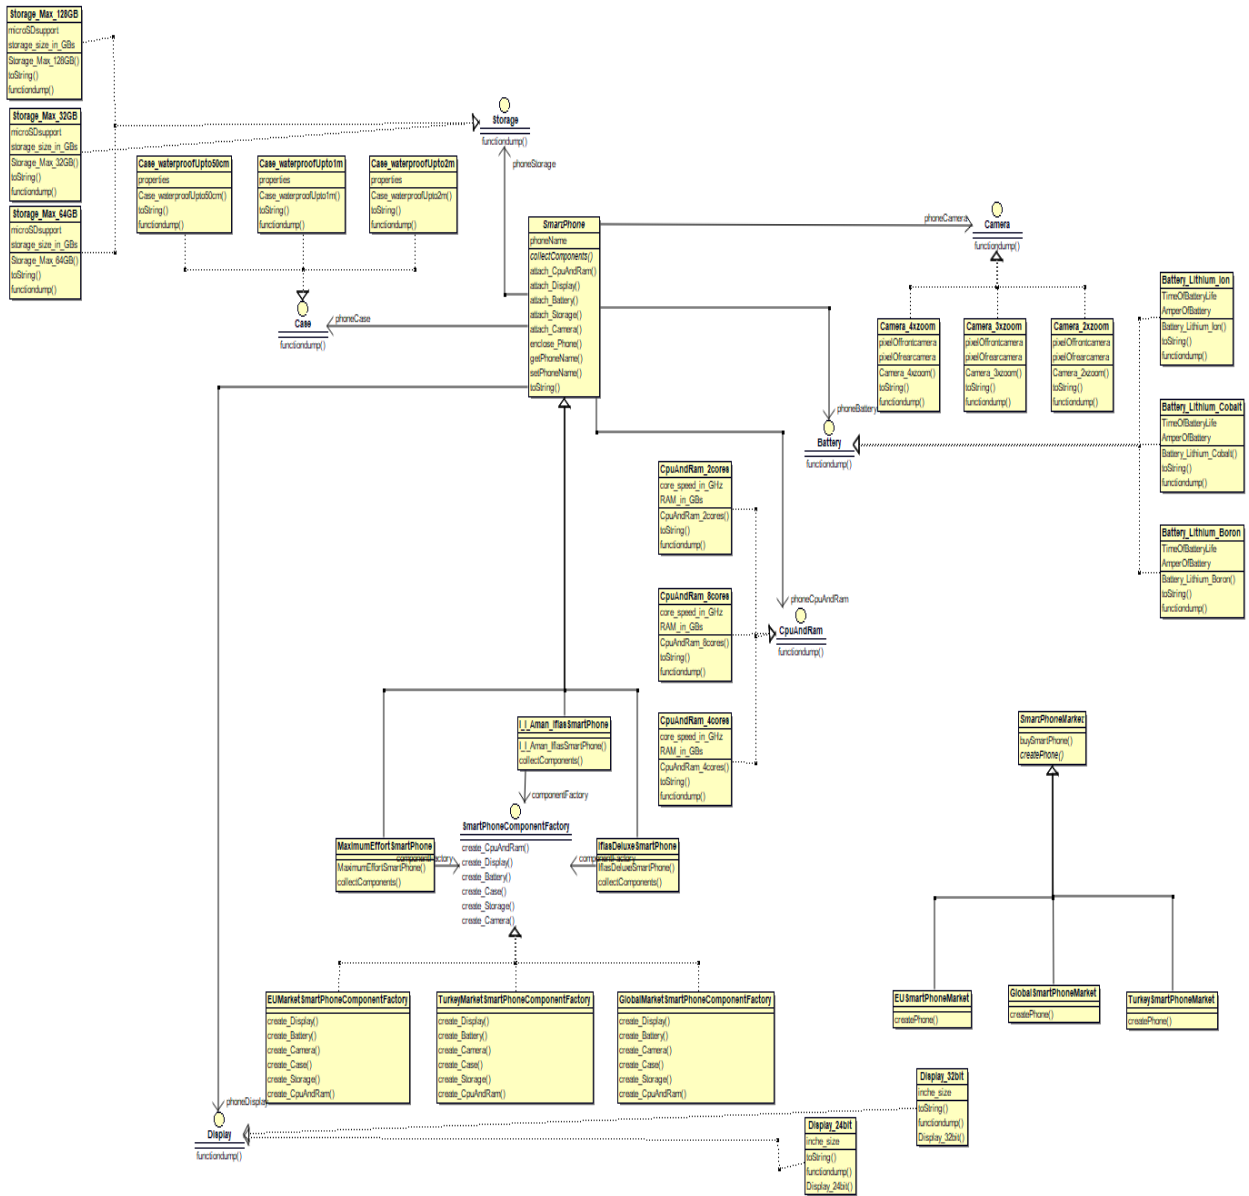 Storage_Max_128GB
microSDsupport
storage_size_in_GBs
Storage_Max_128GB()
toString()
functiondump()
Storage_Max_32GB
microSDsupport
storage_size_in_GBs
Storage_Max_32GB()
toString()
functiondump()
Storage_Max_64GB
microSDsupport
storage_size_in_GBs
Storage_Max_64GB()
toString()
functiondump()
Storage
functiondump()
phoneStorage
Case_waterproofUpto50cm
properties
Case_waterproofUpto50cm()
toString()
functiondump()
Case_waterproofUpto1m
properties
Case_waterproofUpto1m()
toString()
functiondump()
Case_waterproofUpto2m
properties
Case_waterproofUpto2m()
toString()
functiondump()
Case
functiondump()
phoneCase
SmartPhone
phoneName
collectComponents()
attach_CpuAndRam()
attach_Display()
attach_Battery()
attach_Storage()
attach_Camera()
enclose_Phone()
getPhoneName()
setPhoneName()
toString()
phoneCamera
Camera
functiondump()
Camera_4xzoom
pixelOffrontcamera
pixelOfrearcamera
Camera_4xzoom()
toString()
functiondump()
Camera_3xzoom
pixelOffrontcamera
pixelOfrearcamera
Camera_3xzoom()
toString()
functiondump()
Camera_2xzoom
pixelOffrontcamera
pixelOfrearcamera
Camera_2xzoom()
toString()
functiondump()
Battery_Lithium_Ion
TimeOfBatteryLife
AmperOfBattery
Battery_Lithium_Ion()
toString()
functiondump()
Battery_Lithium_Cobalt
TimeOfBatteryLife
AmperOfBattery
Battery_Lithium_Cobalt()
toString()
functiondump()
Battery_Lithium_Boron
TimeOfBatteryLife
AmperOfBattery
Battery_Lithium_Boron()
toString()
functiondump()
phoneBattery
Battery
functiondump()
CpuAndRam_2cores
core_speed_in_GHz
RAM_in_GBs
CpuAndRam_2cores()
toString()
functiondump()
CpuAndRam_8cores
core_speed_in_GHz
RAM_in_GBs
CpuAndRam_8cores()
toString()
functiondump()
CpuAndRam_4cores
core_speed_in_GHz
RAM_in_GBs
CpuAndRam_4cores()
toString()
functiondump()
phoneCpuAndRam
CpuAndRam
functiondump()
I_I_Aman_IflasSmartPhone
I_I_Aman_IflasSmartPhone()
collectComponents()
componentFactory
SmartPhoneComponentFactory
create_CpuAndRam()
create_Display()
create_Battery()
create_Case()
create_Storage()
create_Camera()
MaximumEffortSmartPhone
MaximumEffortSmartPhone()
collectComponents()
componentFactory
IflasDeluxeSmartPhone
IflasDeluxeSmartPhone()
collectComponents()
componentFactory
SmartPhoneMarket
buySmartPhone()
createPhone()
EUSmartPhoneMarket
createPhone()
GlobalSmartPhoneMarket
createPhone()
TurkeySmartPhoneMarket
createPhone()
EUMarketSmartPhoneComponentFactory
create_Display()
create_Battery()
create_Camera()
create_Case()
create_Storage()
create_CpuAndRam()
TurkeyMarketSmartPhoneComponentFactory
create_Display()
create_Battery()
create_Camera()
create_Case()
create_Storage()
create_CpuAndRam()
GlobalMarketSmartPhoneComponentFactory
create_Display()
create_Battery()
create_Camera()
create_Case()
create_Storage()
create_CpuAndRam()
phoneDisplay
Display
functiondump()
Display_32bit
inche_size
toString()
functiondump()
Display_32bit()
Display_24bit
inche_size
toString()
functiondump()
Display_24bit()